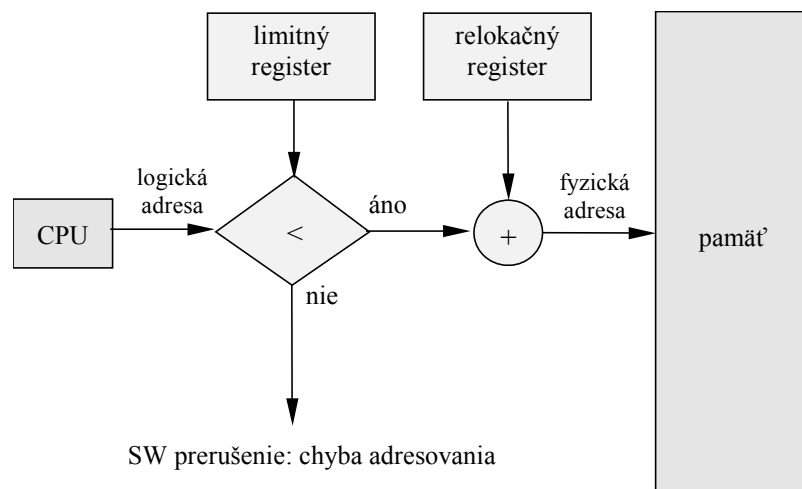 limitný
register
relokačný
register
logická
adresa
CPU
<
áno
+
fyzická
adresa
pamäť
nie
SW prerušenie: chyba adresovania